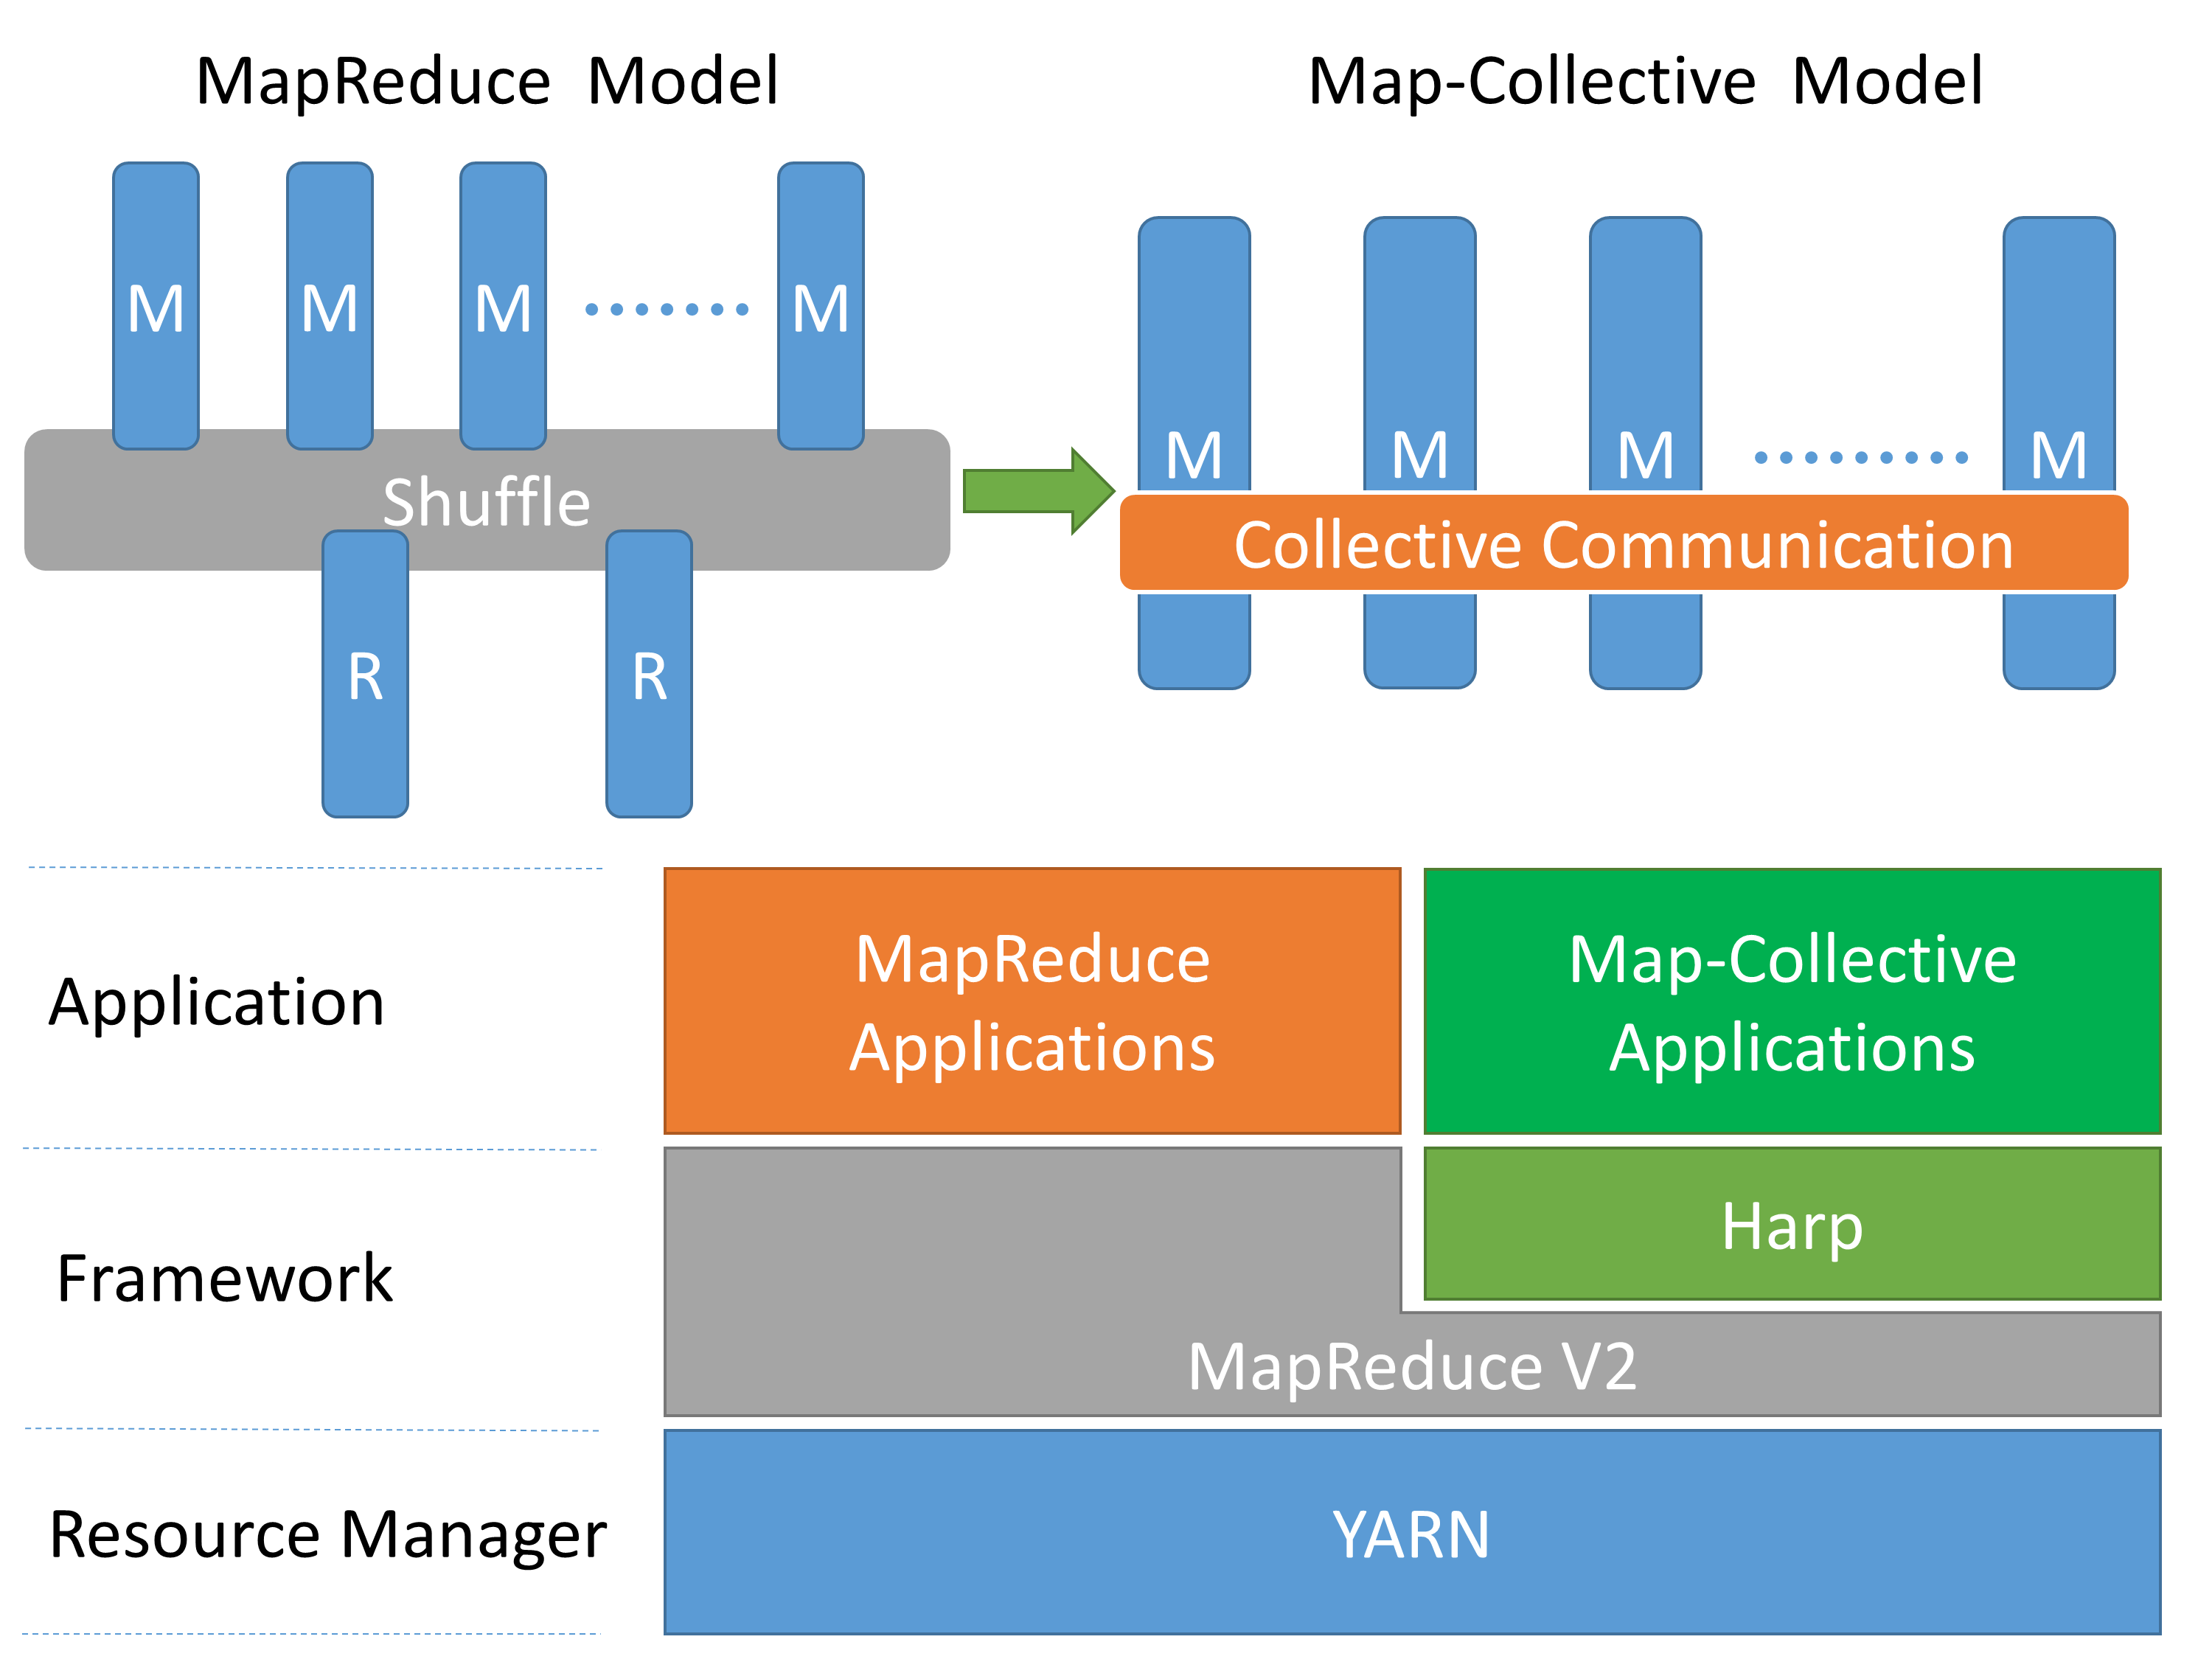 MapReduce Model
Map-Collective Model
M
M
M
M
Shuffle
R
R
M
M
M
M
Collective Communication
Application
MapReduce
Applications
Map-Collective
Applications
Framework
Harp
MapReduce V2
Resource Manager
YARN